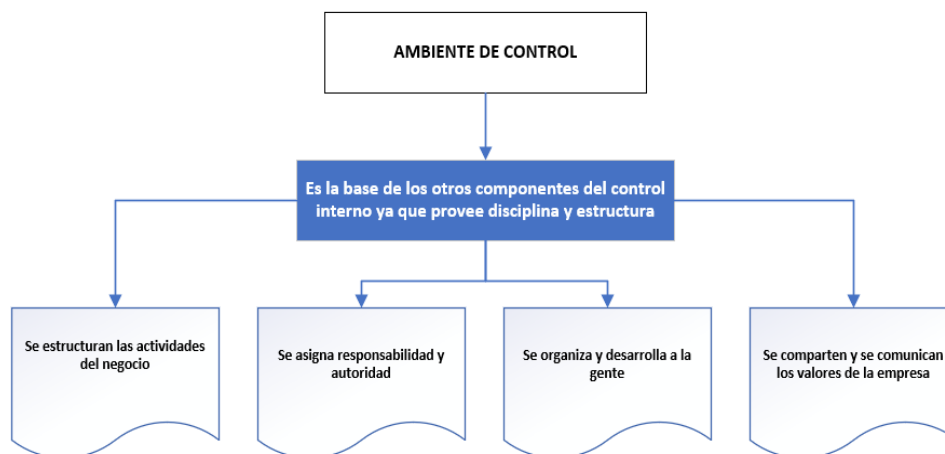 AMBIENTE DE CONTROL
Es la base de los otros componentes del control
interno ya que provee disciplina y estructura
Se estructuran las actividades
del negocio
Se asigna responsabilidad y
autoridad
Se organiza y desarrolla a la
gente
Se comparten y se comunican
los valores de la empresa